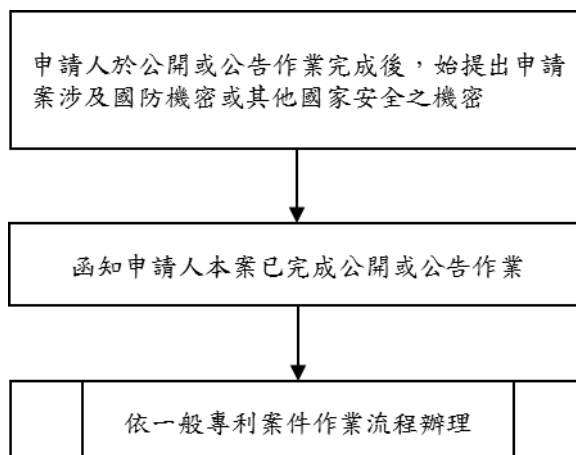 申請人於公開或公告作業完成後，始提出申請
案涉及國防機密或其他國家安全之機密
函知申請人本案已完成公開或公告作業
依一般專利案件作業流程辦理